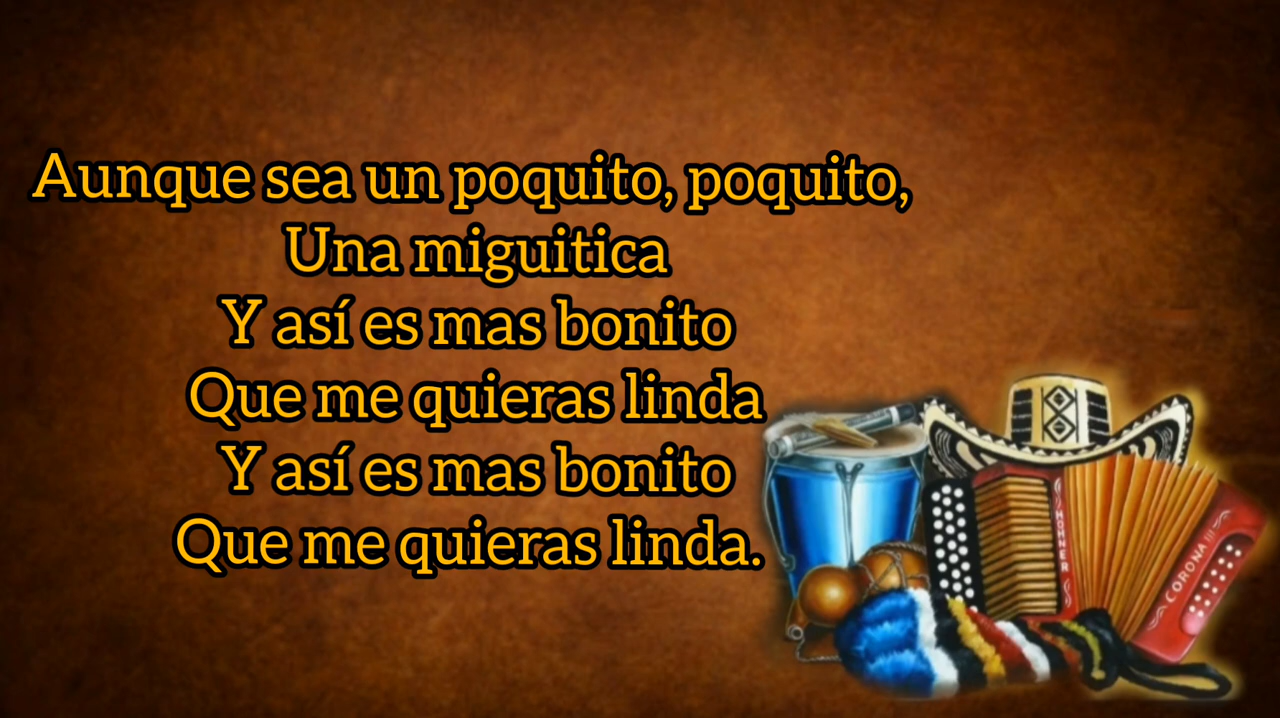 Aunque sea un poquito, poquito,
Una miguitica
Y así es mas bonito
Que me quieras linda
Y así es mas bonito
Que me quieras linda.
HOHNER
CORONA III